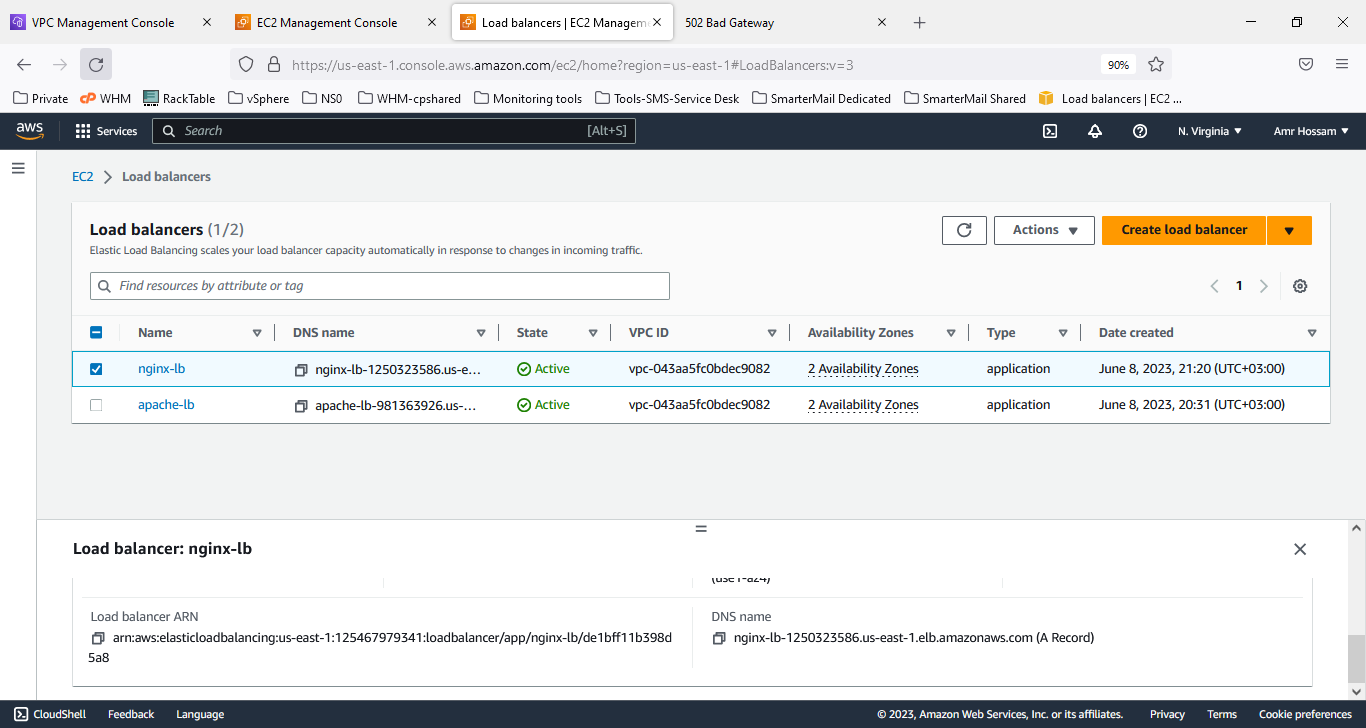 VPC Management Console
EC2 Management Console
Load balancers | EC2 Managem
502 Bad Gateway
https://us-east-1.console.aws.amazon.com/ec2/home?region=us-east-1#LoadBalancers:v=3
90%
Private
WHM
RackTable
vSphere
NS0
WHM-cpshared
Monitoring tools
Tools-SMS-Service Desk
SmarterMail Dedicated
SmarterMail Shared
Load balancers | EC2 ...
aws
Services
Search
[Alt+S]
N. Virginia
Amr Hossam
EC2
Load balancers
Load balancers (1/2)
Elastic Load Balancing scales your load balancer capacity automatically in response to changes in incoming traffic.
Actions
Create load balancer
Find resources by attribute or tag
1
Name DNS name State VPC ID Availability Zones Type Date created
nginx-lb nginx-lb-1250323586.us-e... Active vpc-043aa5fc0bdec9082 2 Availability Zones application June 8, 2023, 21:20 (UTC+03:00)
apache-lb apache-lb-981363926.us-... Active vpc-043aa5fc0bdec9082 2 Availability Zones application June 8, 2023, 20:31 (UTC+03:00)
Load balancer: nginx-lb
(use1-az4)
Load balancer ARN
arn:aws:elasticloadbalancing:us-east-1:125467979341:loadbalancer/app/nginx-lb/de1bff11b398d
5a8
DNS name
nginx-lb-1250323586.us-east-1.elb.amazonaws.com (A Record)
CloudShell
Feedback
Language
© 2023, Amazon Web Services, Inc. or its affiliates.
Privacy
Terms
Cookie preferences